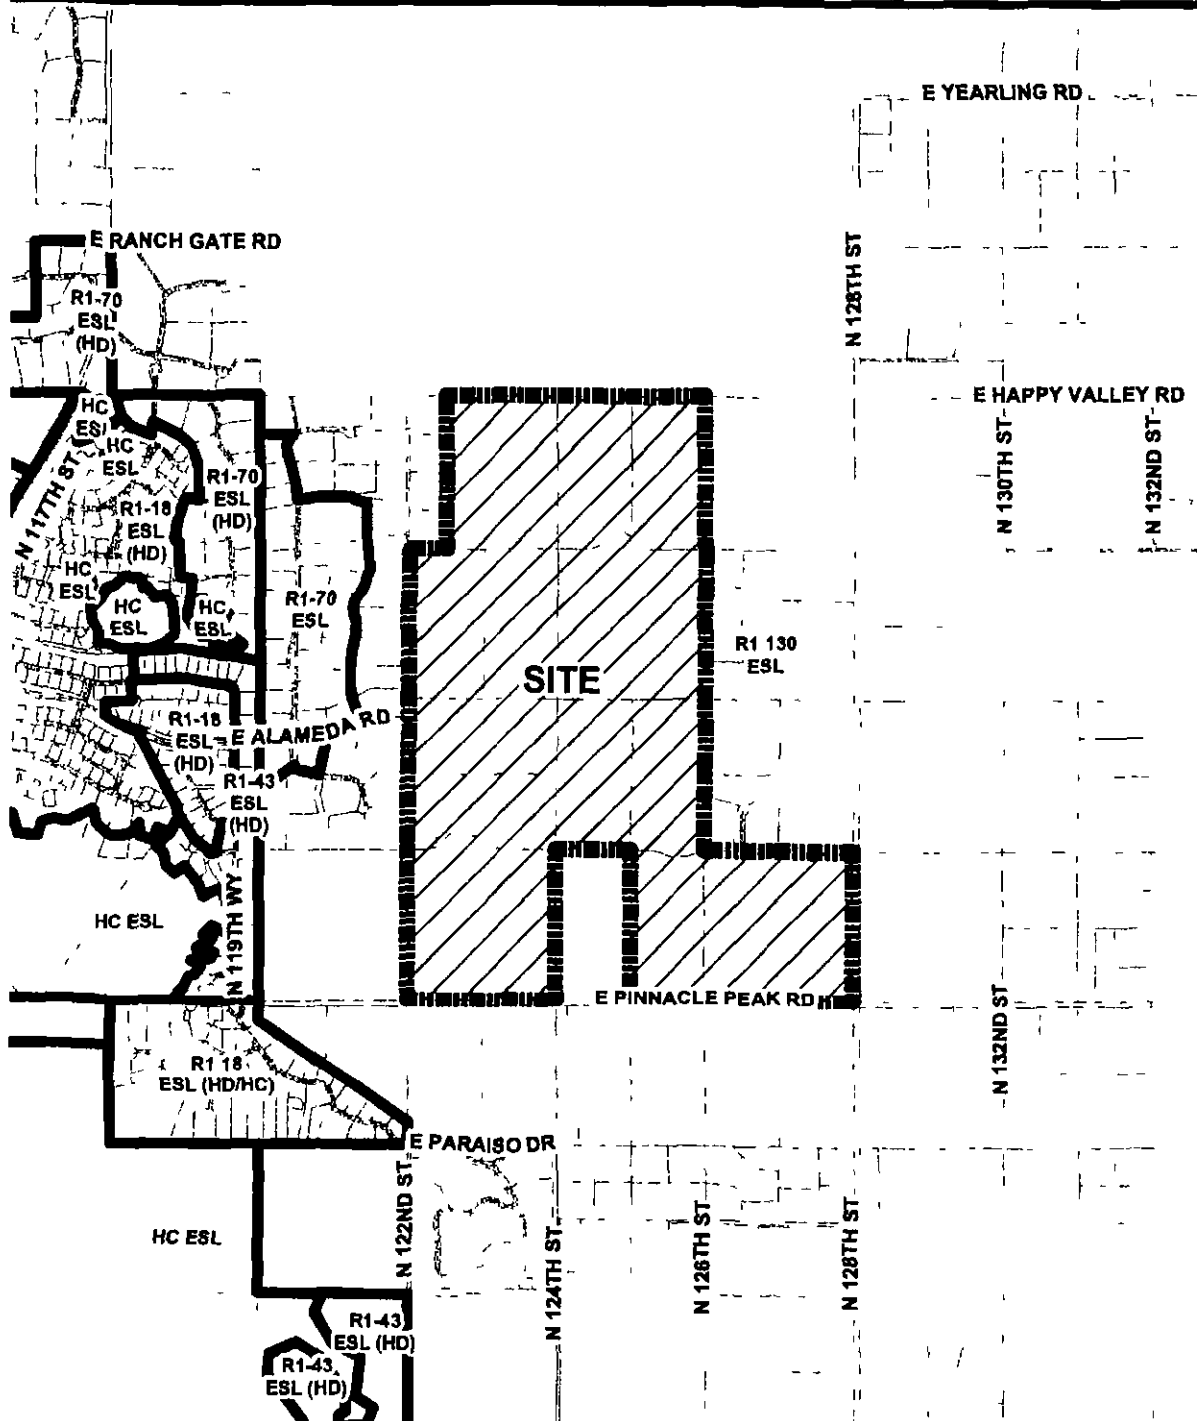 E YEARLING RD
E RANCH GATE RD
N 128TH ST
R1-70
ESL
(HD)
E HAPPY VALLEY RD
HC
ESL
HC
ESL
N 117TH ST
R1-70
ESL
(HD)
N 130TH ST
N 132ND ST
R1-18
ESL
(HD)
HC
ESL
HC
ESL
HC
ESL
R1-70
ESL
R1 130
ESL
SITE
R1-18
ESL
(HD)
E ALAMEDA RD
R1-43
ESL
(HD)
N 119TH WY
HC ESL
E PINNACLE PEAK RD
N 132ND ST
R1 18
ESL (HD/HC)
E PARAISO DR
N 122ND ST
HC ESL
N 124TH ST
N 126TH ST
N 128TH ST
R1-43
ESL (HD)
R1-43
ESL (HD)